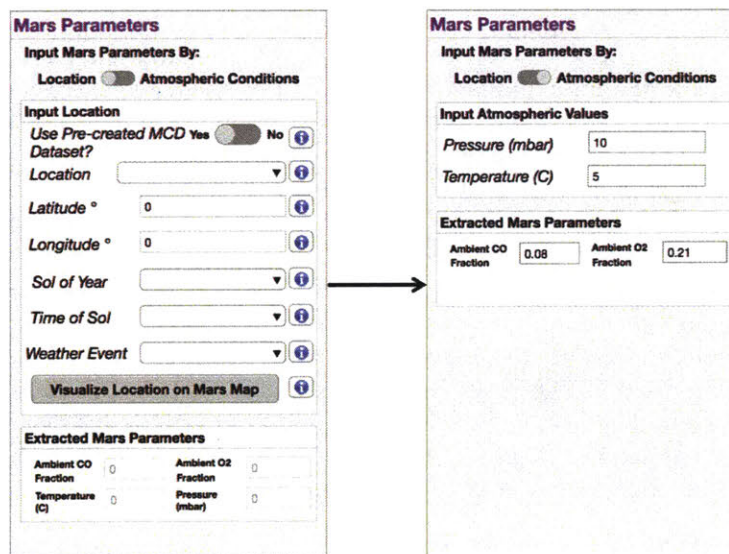 Mars Parameters
Input Mars Parameters By:
Location Atmospheric Conditions
Input Location
Use Pre-created MCD Dataset? Yes No
Location
Latitude ° 0
Longitude ° 0
Sol of Year
Time of Sol
Weather Event
Visualize Location on Mars Map
Extracted Mars Parameters
Ambient CO Fraction 0 Ambient O2 Fraction 0
Temperature (C) 0 Pressure (mbar) 0
Mars Parameters
Input Mars Parameters By:
Location Atmospheric Conditions
Input Atmospheric Values
Pressure (mbar) 10
Temperature (C) 5
Extracted Mars Parameters
Ambient CO Fraction 0.08 Ambient O2 Fraction 0.21